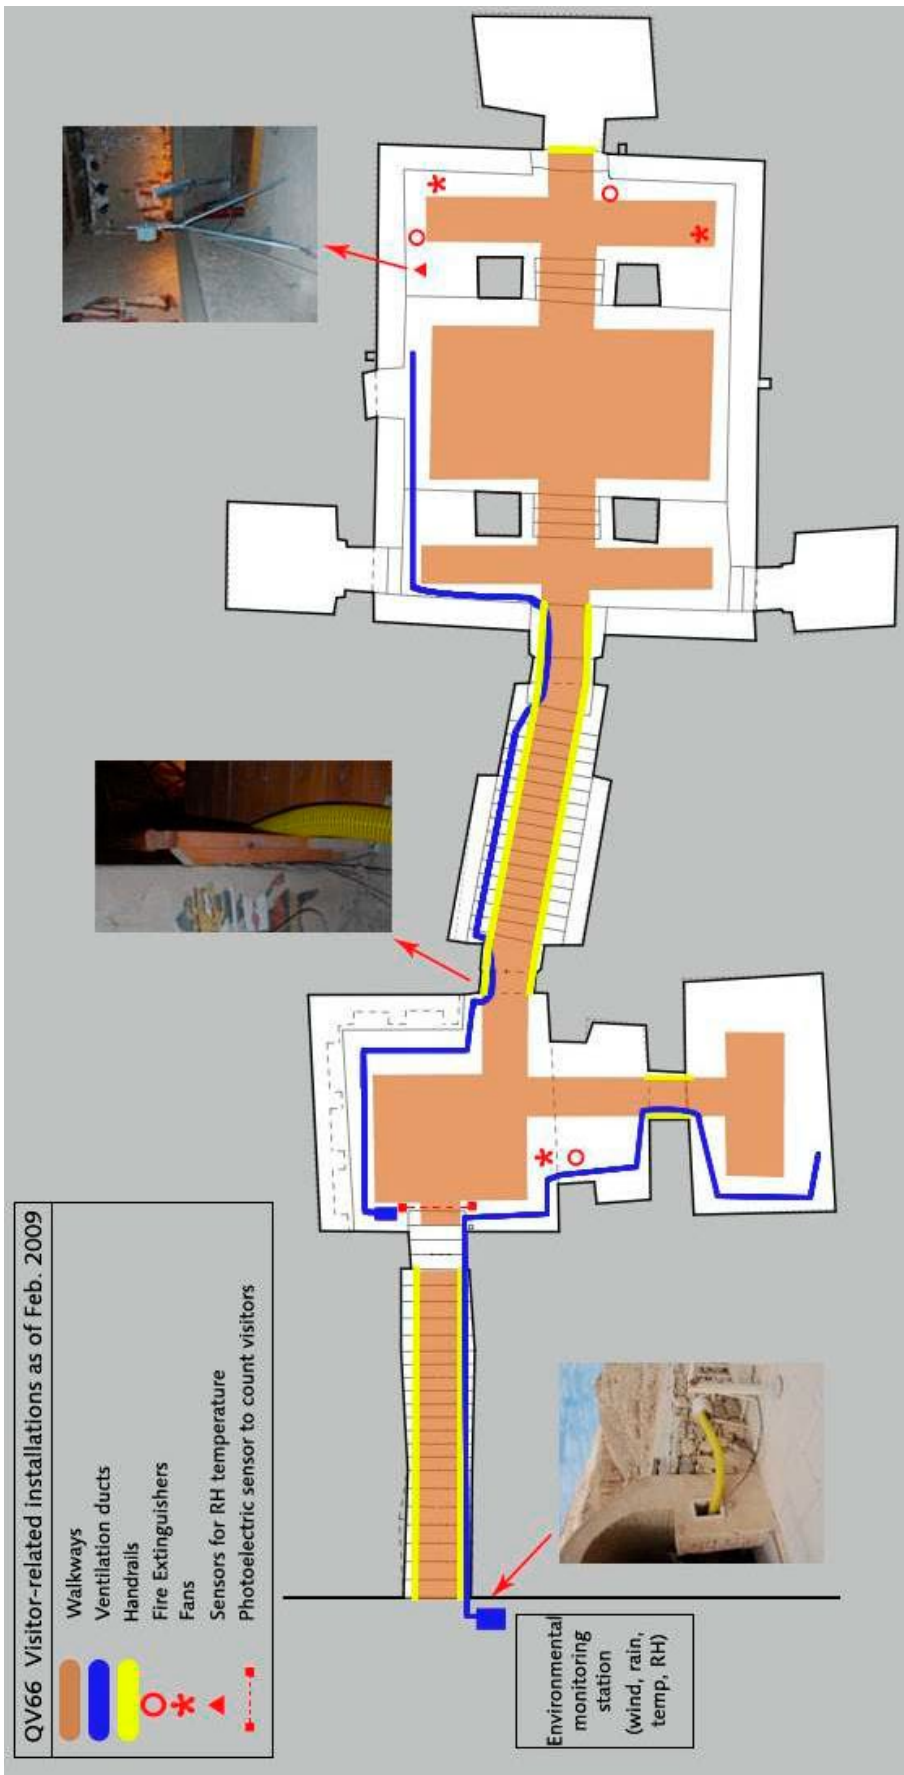 QV66 Visitor-related installations as of Feb. 2009
Walkways
Ventilation ducts
Handrails
Fire Extinguishers
Fans
Sensors for RH temperature
Photoelectric sensor to count visitors
Environmental
monitoring
station
(wind, rain,
temp, RH)